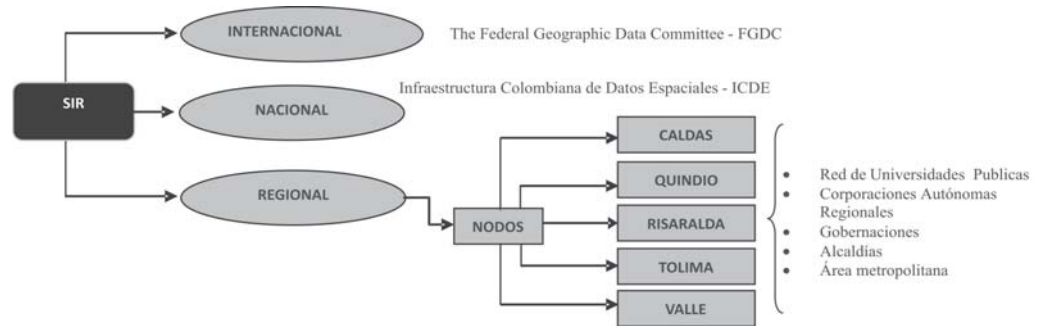 INTERNACIONAL
The Federal Geographic Data Committee - FGDC
SIR
Infraestructura Colombiana de Datos Espaciales - ICDE
NACIONAL
REGIONAL
NODOS
CALDAS
QUINDIO
RISARALDA
TOLIMA
VALLE
• Red de Universidades Publicas
• Corporaciones Autónomas
Regionales
• Gobernaciones
• Alcaldías
• Área metropolitana